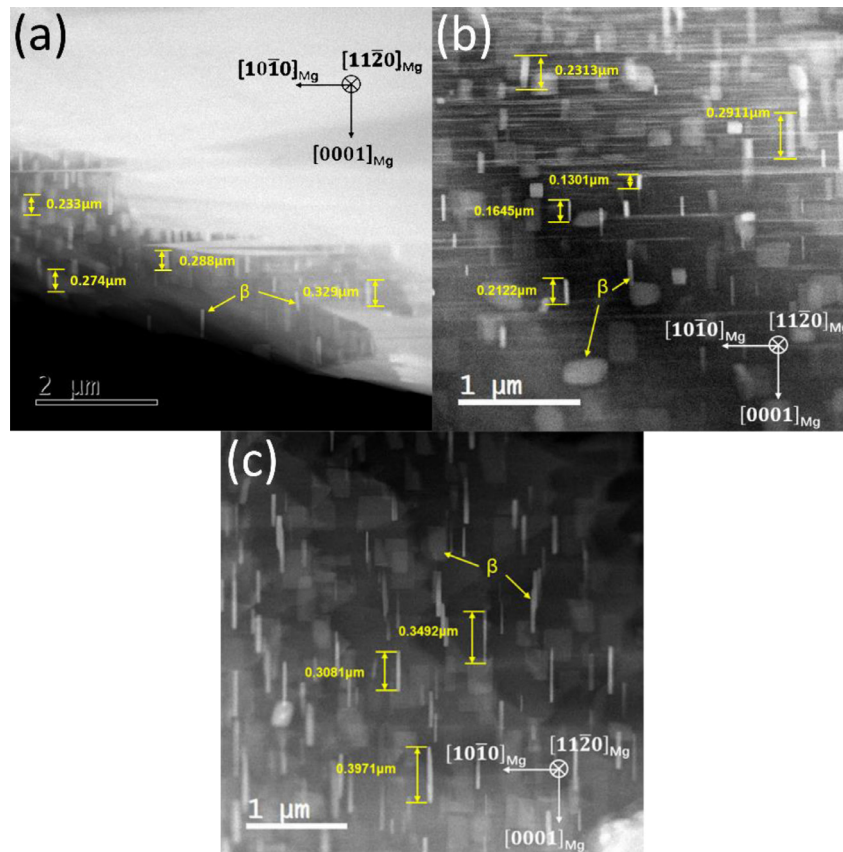 (a)
[101̄0]Mg
[112̄0]Mg
[0001]Mg
0.233μm
0.288μm
0.274μm
0.329μm
β
2 μm
(b)
0.2313μm
0.2911μm
0.1301μm
0.1645μm
0.2122μm
β
[101̄0]Mg
[112̄0]Mg
[0001]Mg
1 μm
(c)
β
0.3492μm
0.3081μm
0.3971μm
[101̄0]Mg
[112̄0]Mg
[0001]Mg
1 μm